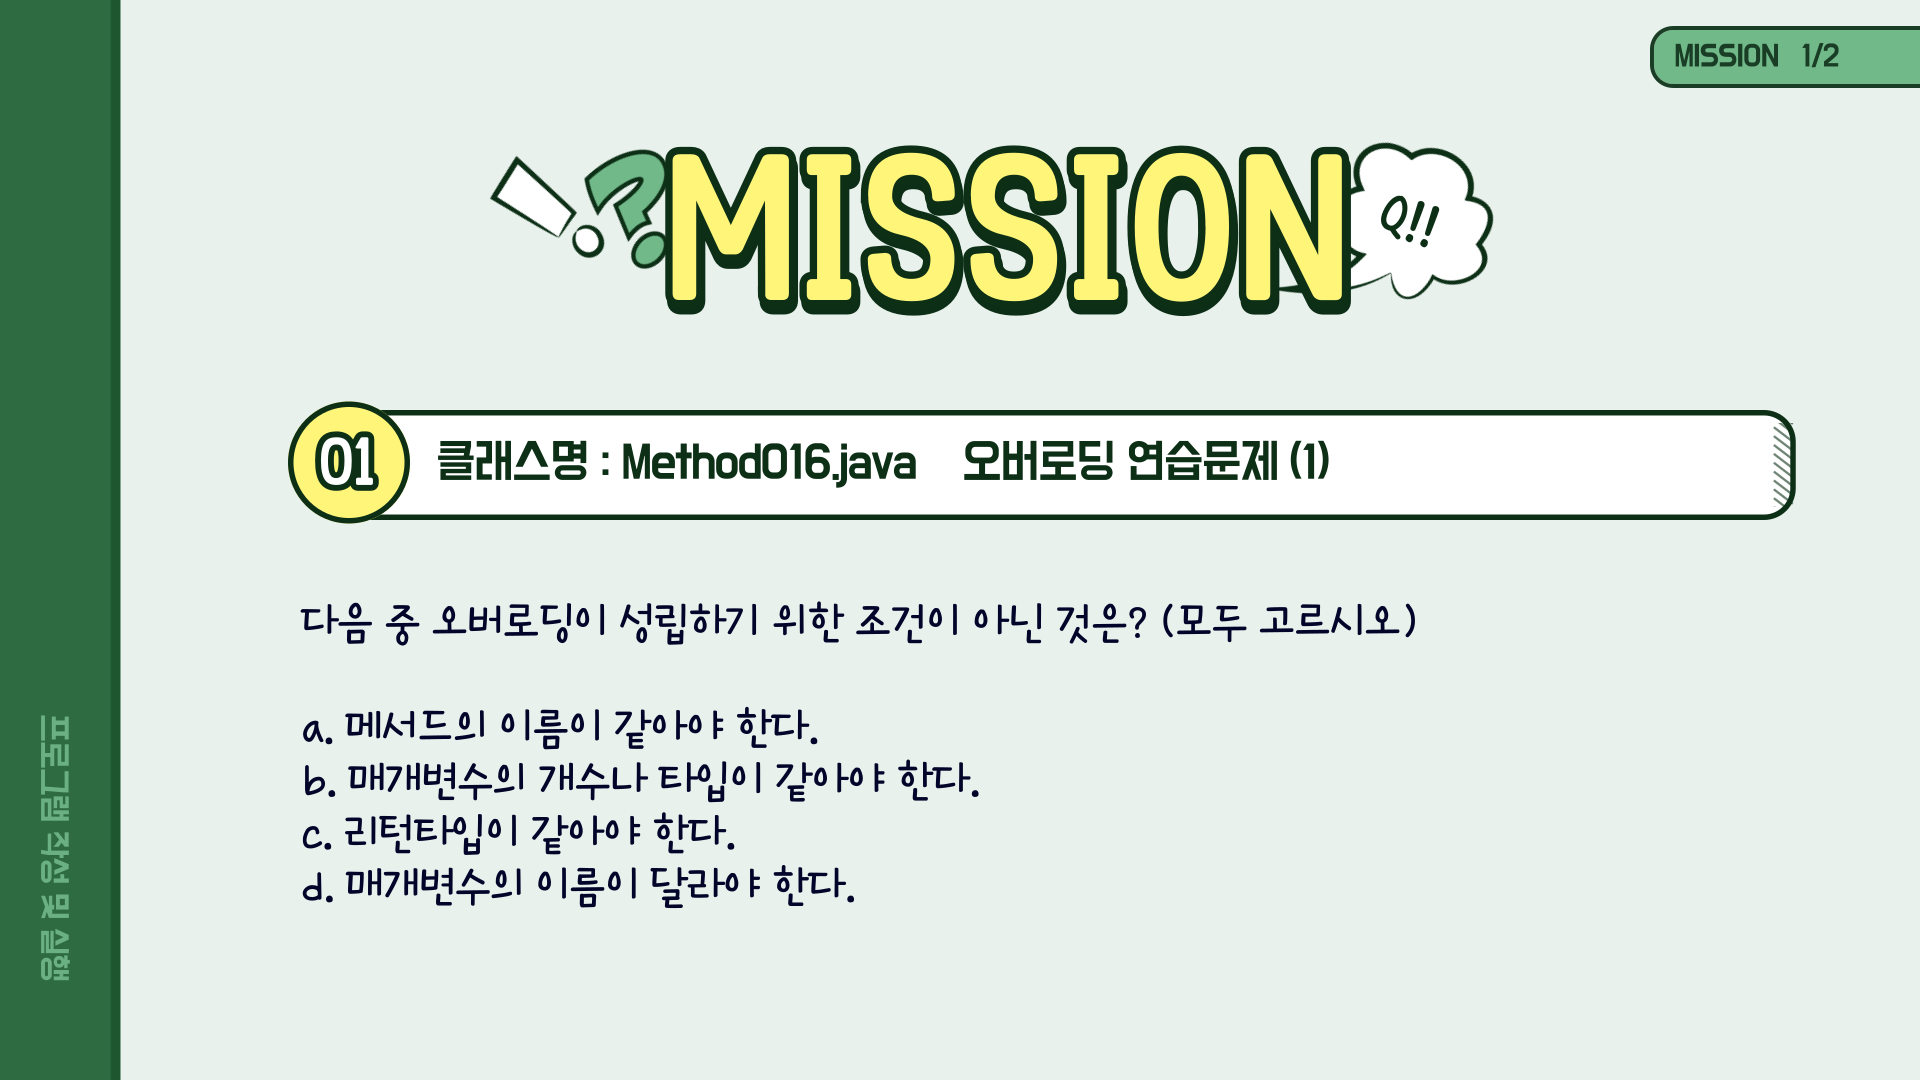 MISSION 1/2
MISSION
Q!!
01
클래스명 : Method016.java 오버로딩 연습문제 (1)
다음 중 오버로딩이 성립하기 위한 조건이 아닌 것은? (모두 고르시오)
a. 메서드의 이름이 같아야 한다.
b. 매개변수의 개수나 타입이 같아야 한다.
c. 리턴타입이 같아야 한다.
d. 매개변수의 이름이 달라야 한다.
프로그램 작성 및 실행